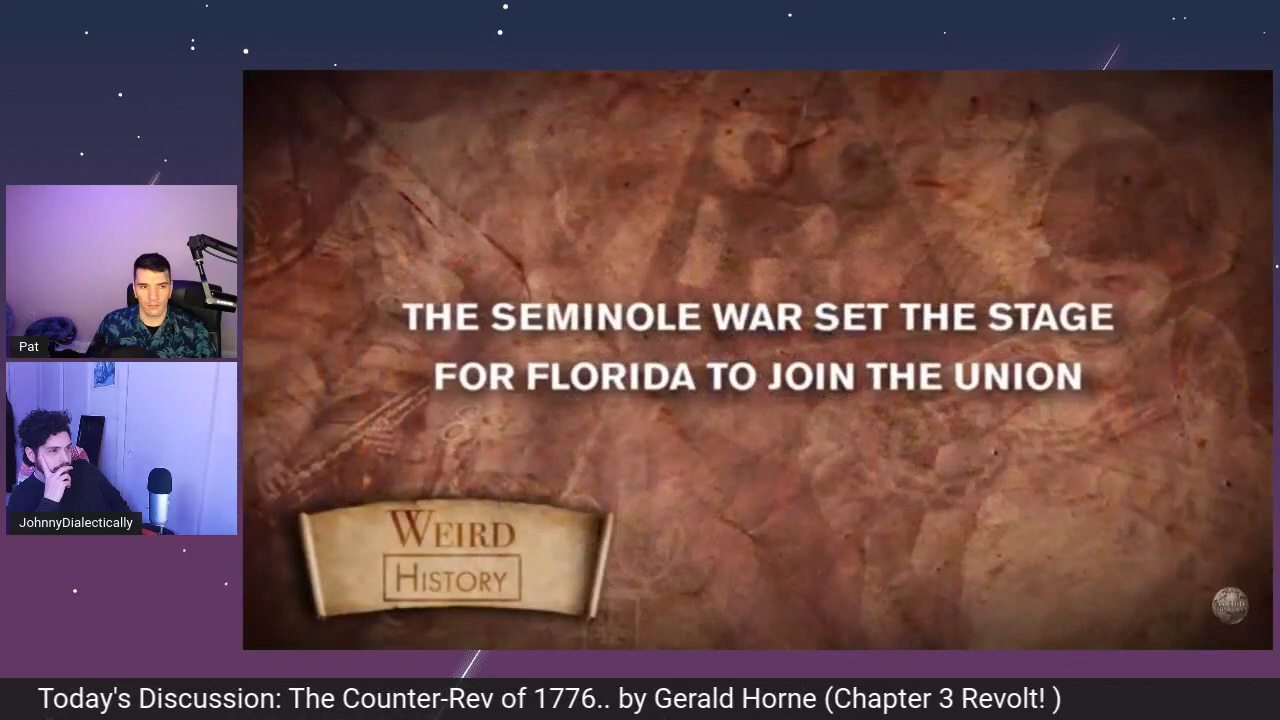 Pat
JohnnyDialectically
THE SEMINOLE WAR SET THE STAGE
FOR FLORIDA TO JOIN THE UNION
WEIRD
HISTORY
Today's Discussion: The Counter-Rev of 1776.. by Gerald Horne (Chapter 3 Revolt! )